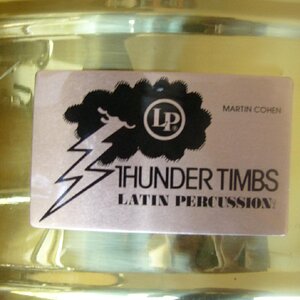 LP®
MARTIN COHEN
THUNDER TIMBS
LATIN PERCUSSION